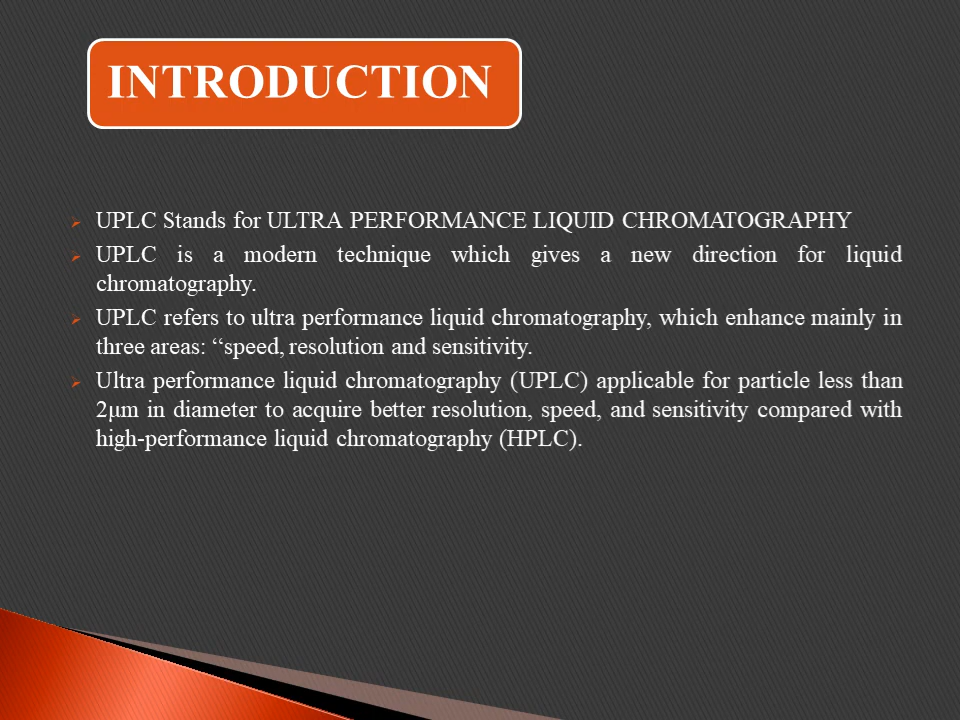 INTRODUCTION
UPLC Stands for ULTRA PERFORMANCE LIQUID CHROMATOGRAPHY
UPLC is a modern technique which gives a new direction for liquid
chromatography.
UPLC refers to ultra performance liquid chromatography, which enhance mainly in
three areas: “speed, resolution and sensitivity.
Ultra performance liquid chromatography (UPLC) applicable for particle less than
2μm in diameter to acquire better resolution, speed, and sensitivity compared with
high-performance liquid chromatography (HPLC).